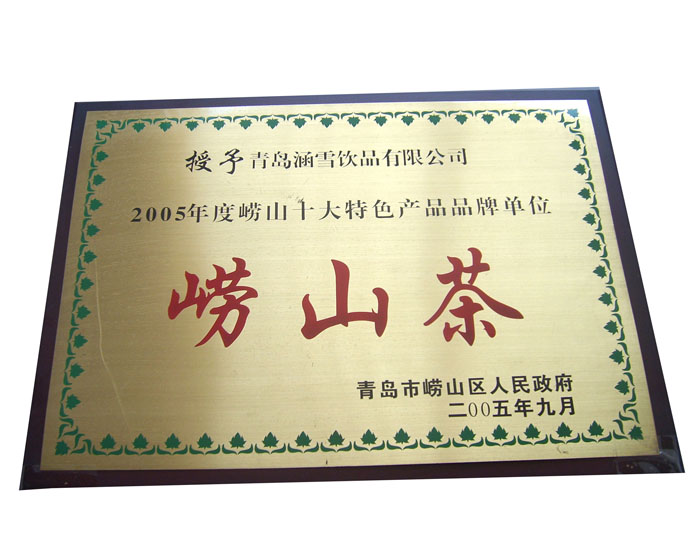 授予青岛涵雪饮品有限公司
2005年度崂山十大特色产品品牌单位
崂山茶
青岛市崂山区人民政府
二00五年九月